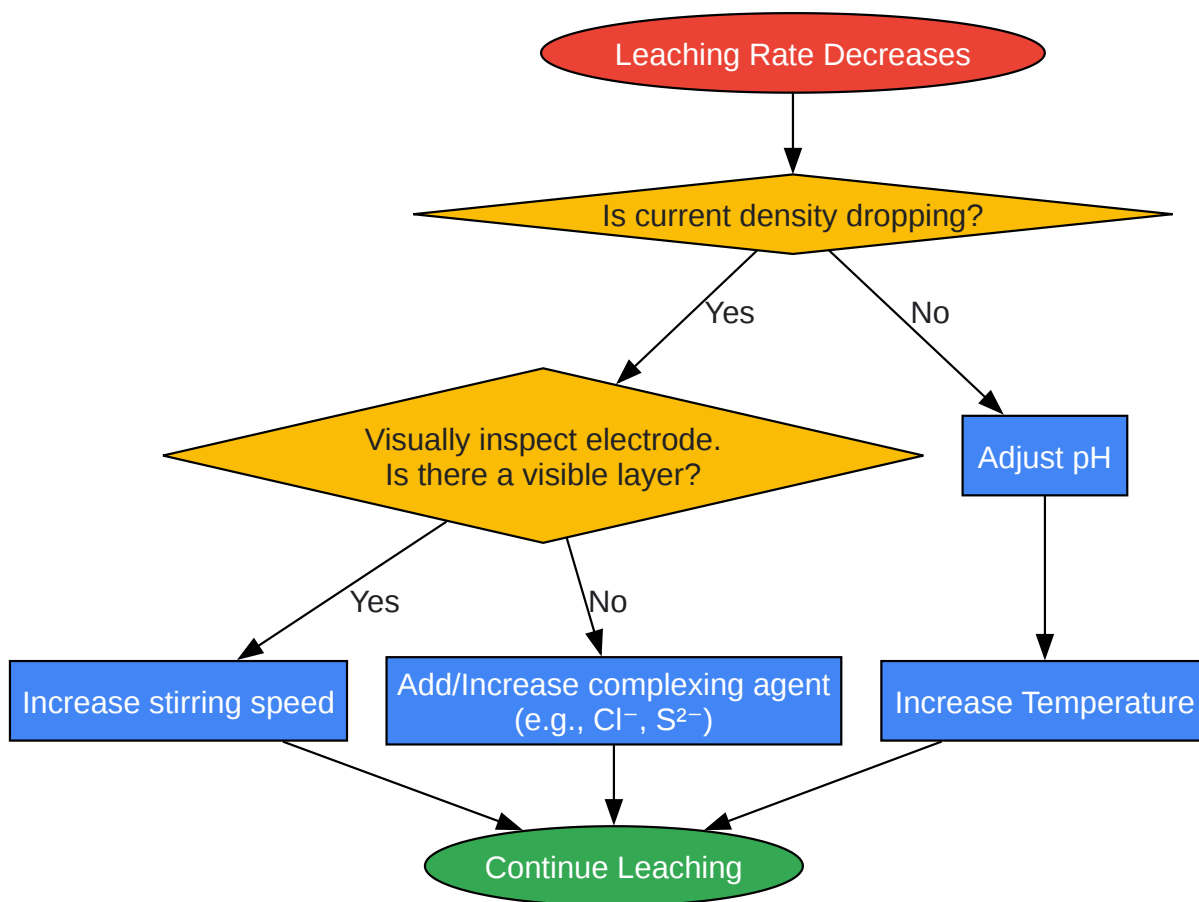 Leaching Rate Decreases
Is current density dropping?
Yes
No
Visually inspect electrode.
Is there a visible layer?
Adjust pH
Yes
No
Increase stirring speed
Add/Increase complexing agent
(e.g., Cl⁻, S²⁻)
Increase Temperature
Continue Leaching